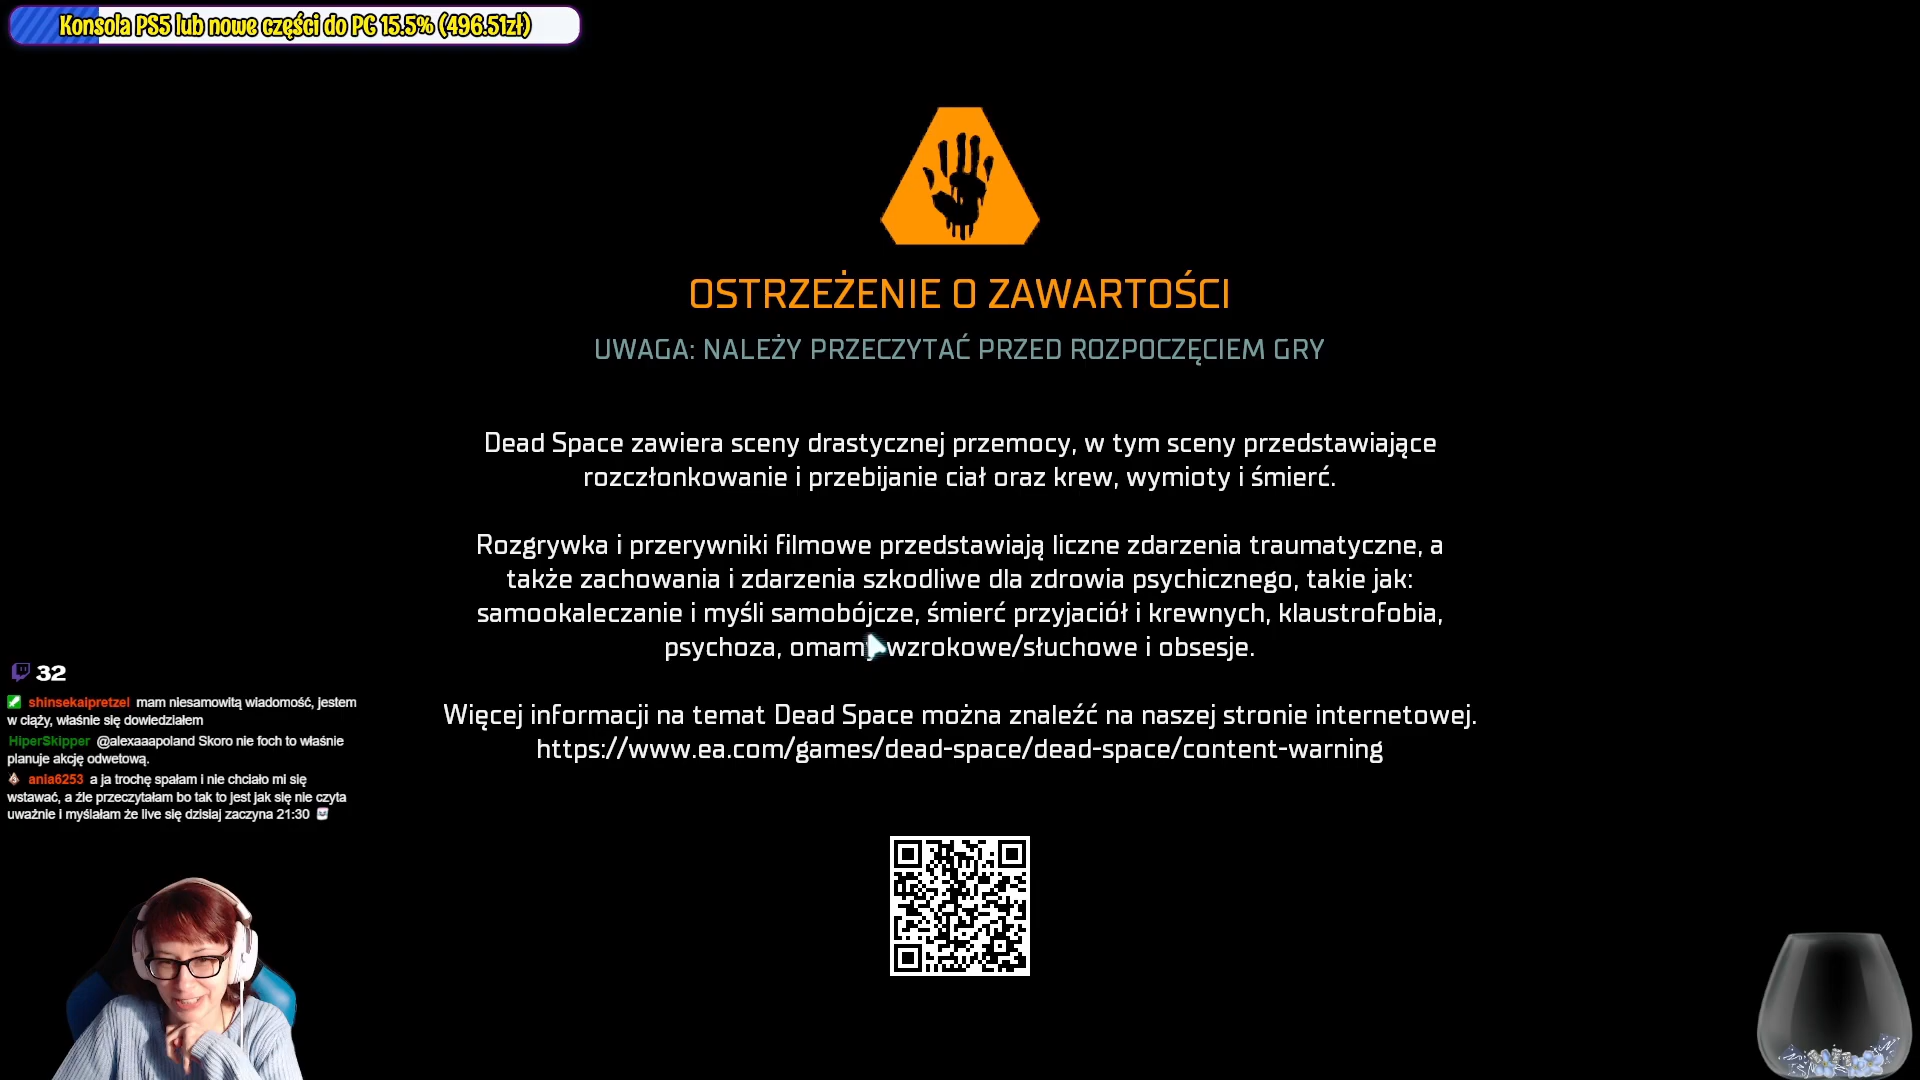 Konsola PS5 lub nowe części do PC 15.5% (496.51zł)
OSTRZEŻENIE O ZAWARTOŚCI
UWAGA: NALEŻY PRZECZYTAĆ PRZED ROZPOCZĘCIEM GRY
Dead Space zawiera sceny drastycznej przemocy, w tym sceny przedstawiające
rozczłonkowanie i przebijanie ciał oraz krew, wymioty i śmierć.
Rozgrywka i przerywniki filmowe przedstawiają liczne zdarzenia traumatyczne, a
także zachowania i zdarzenia szkodliwe dla zdrowia psychicznego, takie jak:
samookaleczanie i myśli samobójcze, śmierć przyjaciół i krewnych, klaustrofobia,
psychoza, omamy wzrokowe/słuchowe i obsesje.
Więcej informacji na temat Dead Space można znaleźć na naszej stronie internetowej.
https://www.ea.com/games/dead-space/dead-space/content-warning
32
shinsekaipretzel mam niesamowitą wiadomość, jestem
w ciąży, właśnie się dowiedziałem
HiperSkipper @alexaaapoland Skoro nie foch to właśnie
planuje akcję odwetową.
ania6253 a ja trochę spałam i nie chciało mi się
wstawać, a źle przeczytałam bo tak to jest jak się nie czyta
uważnie i myślałam że live się dzisiaj zaczyna 21:30